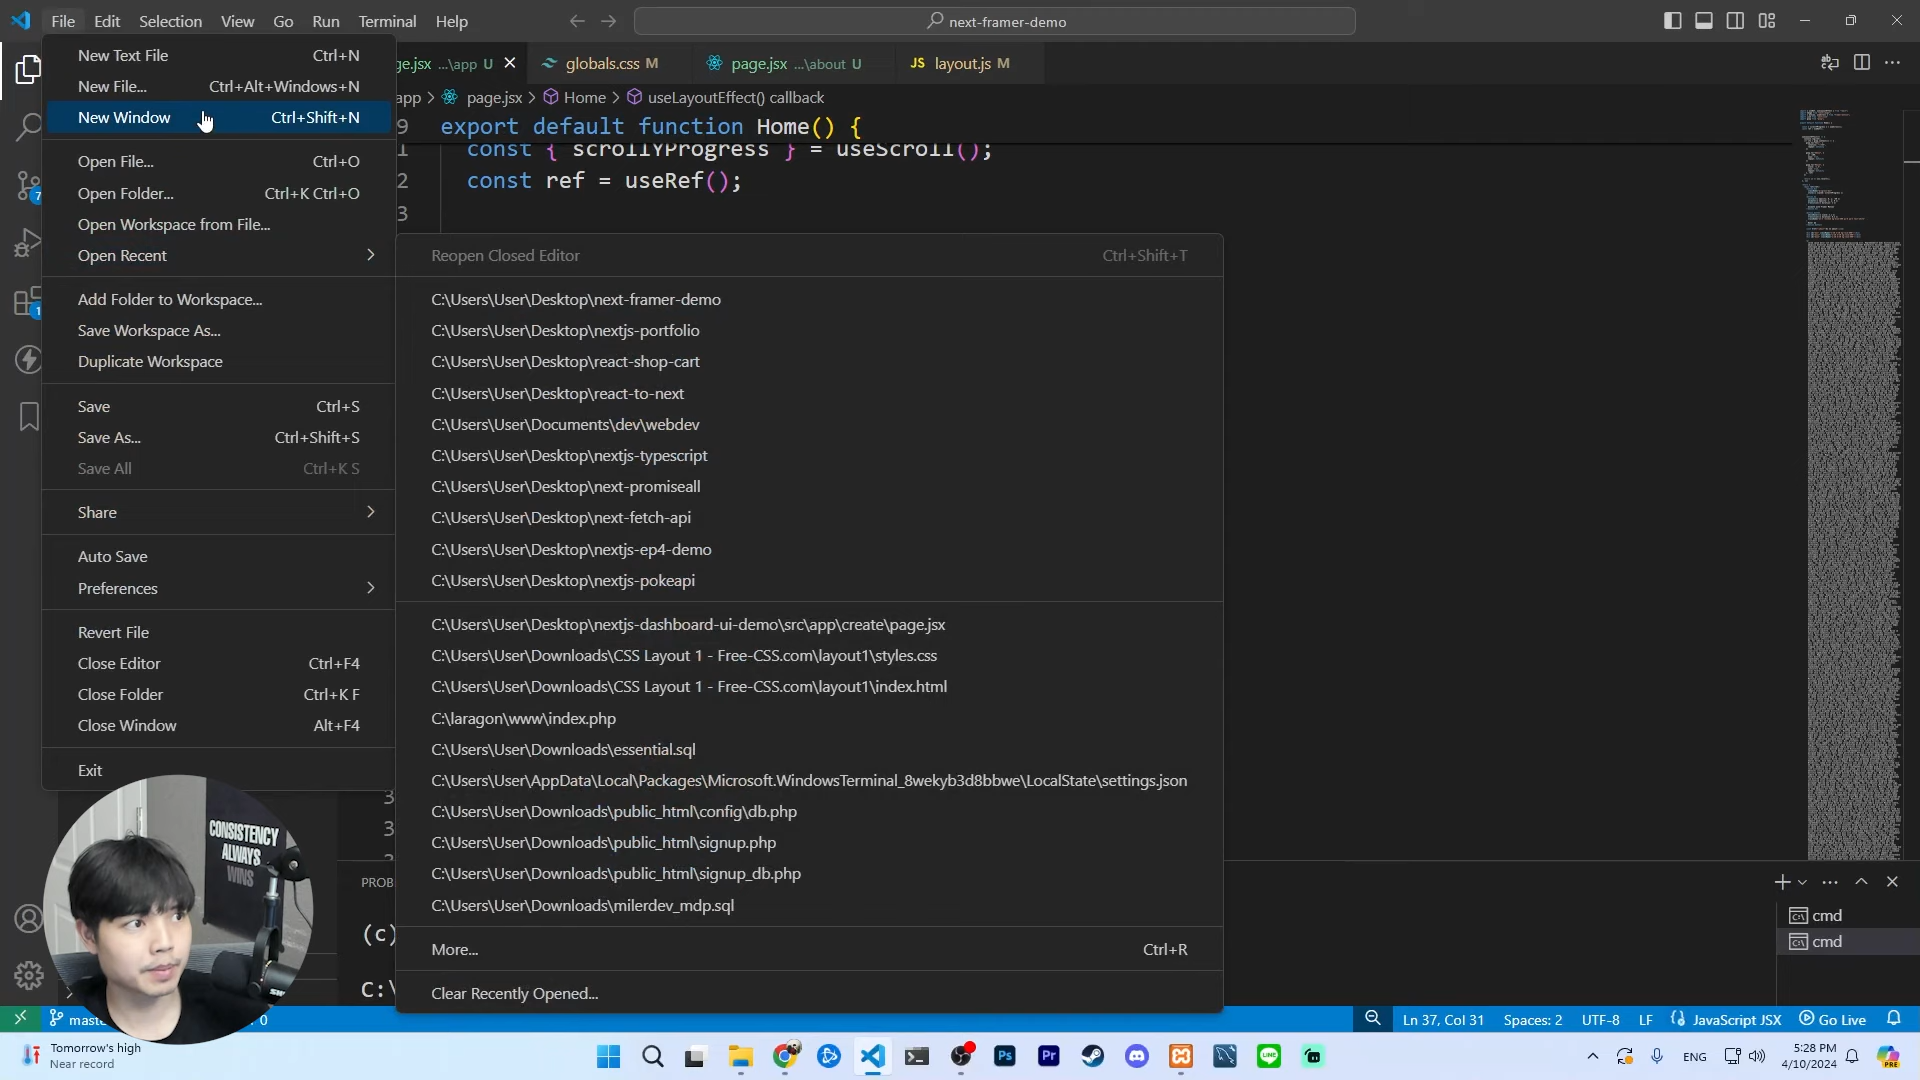 File Edit Selection View Go Run Terminal Help
next-framer-demo
New Text File Ctrl+N
New File... Ctrl+Alt+Windows+N
New Window Ctrl+Shift+N
Open File... Ctrl+O
Open Folder... Ctrl+K Ctrl+O
Open Workspace from File...
Open Recent
Add Folder to Workspace...
Save Workspace As...
Duplicate Workspace
Save Ctrl+S
Save As... Ctrl+Shift+S
Save All Ctrl+K S
Share
Auto Save
Preferences
Revert File
Close Editor Ctrl+F4
Close Folder Ctrl+K F
Close Window Alt+F4
Exit
ge.jsx ...\app U
globals.css M
page.jsx ...\about U
JS layout.js M
app > page.jsx > Home > useLayoutEffect() callback
9 export default function Home() {
1 const { scrollYProgress } = useScroll();
2 const ref = useRef();
3
Reopen Closed Editor Ctrl+Shift+T
C:\Users\User\Desktop\next-framer-demo
C:\Users\User\Desktop\nextjs-portfolio
C:\Users\User\Desktop\react-shop-cart
C:\Users\User\Desktop\react-to-next
C:\Users\User\Documents\dev\webdev
C:\Users\User\Desktop\nextjs-typescript
C:\Users\User\Desktop\next-promiseall
C:\Users\User\Desktop\next-fetch-api
C:\Users\User\Desktop\nextjs-ep4-demo
C:\Users\User\Desktop\nextjs-pokeapi
C:\Users\User\Desktop\nextjs-dashboard-ui-demo\src\app\create\page.jsx
C:\Users\User\Downloads\CSS Layout 1 - Free-CSS.com\layout1\styles.css
C:\Users\User\Downloads\CSS Layout 1 - Free-CSS.com\layout1\index.html
C:\laragon\www\index.php
C:\Users\User\Downloads\essential.sql
C:\Users\User\AppData\Local\Packages\Microsoft.WindowsTerminal_8wekyb3d8bbwe\LocalState\settings.json
C:\Users\User\Downloads\public_html\config\db.php
C:\Users\User\Downloads\public_html\signup.php
C:\Users\User\Downloads\public_html\signup_db.php
C:\Users\User\Downloads\milerdev_mdp.sql
More... Ctrl+R
Clear Recently Opened...
7
1
3
3
PROB
(c)
C:\
cmd
cmd
CONSISTENCY
ALWAYS
WINS
maste
0
Ln 37, Col 31 Spaces: 2 UTF-8 LF JavaScript JSX Go Live
Tomorrow's high
Near record
Ps
Pr
LINE
ENG
5:28 PM
4/10/2024
PRE